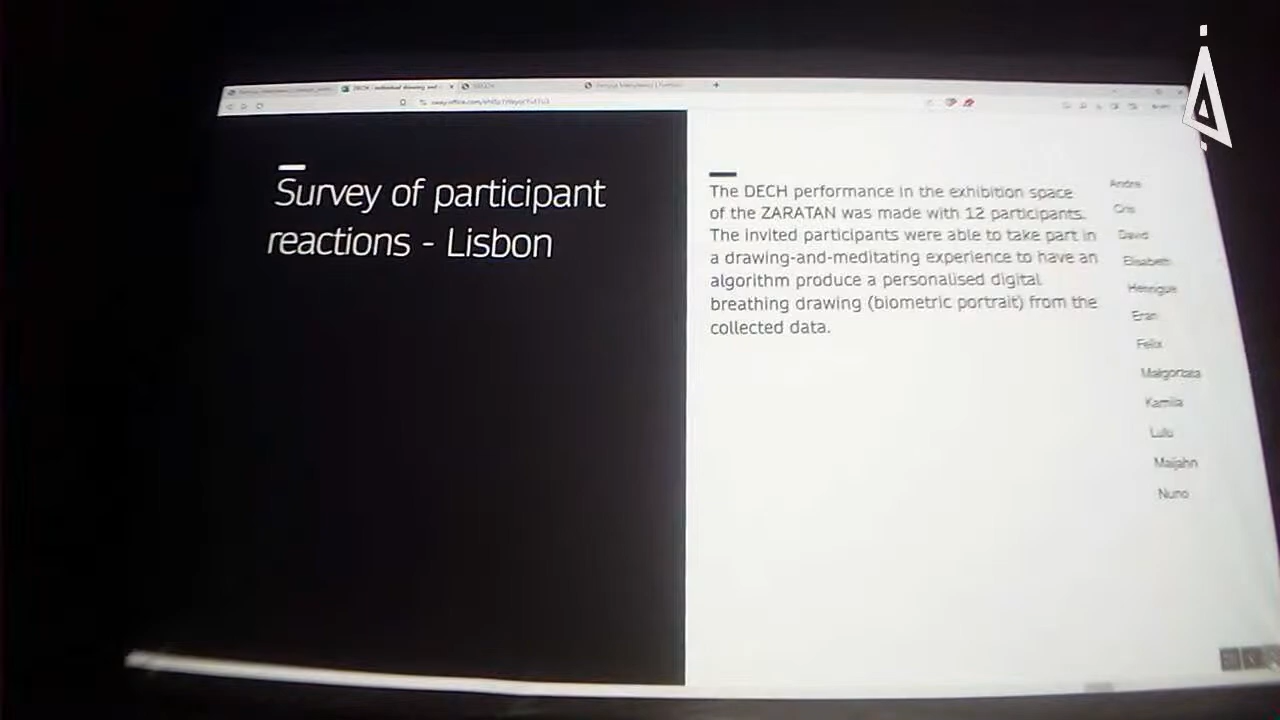 Survey of participant
reactions - Lisbon
The DECH performance in the exhibition space
of the ZARATAN was made with 12 participants.
The invited participants were able to take part in
a drawing-and-meditating experience to have an
algorithm produce a personalised digital
breathing drawing (biometric portrait) from the
collected data.
Andre
Cris
David
Elisabeth
Henrique
Eran
Felix
Malgorzata
Kamila
Lulu
Maijahn
Nuno